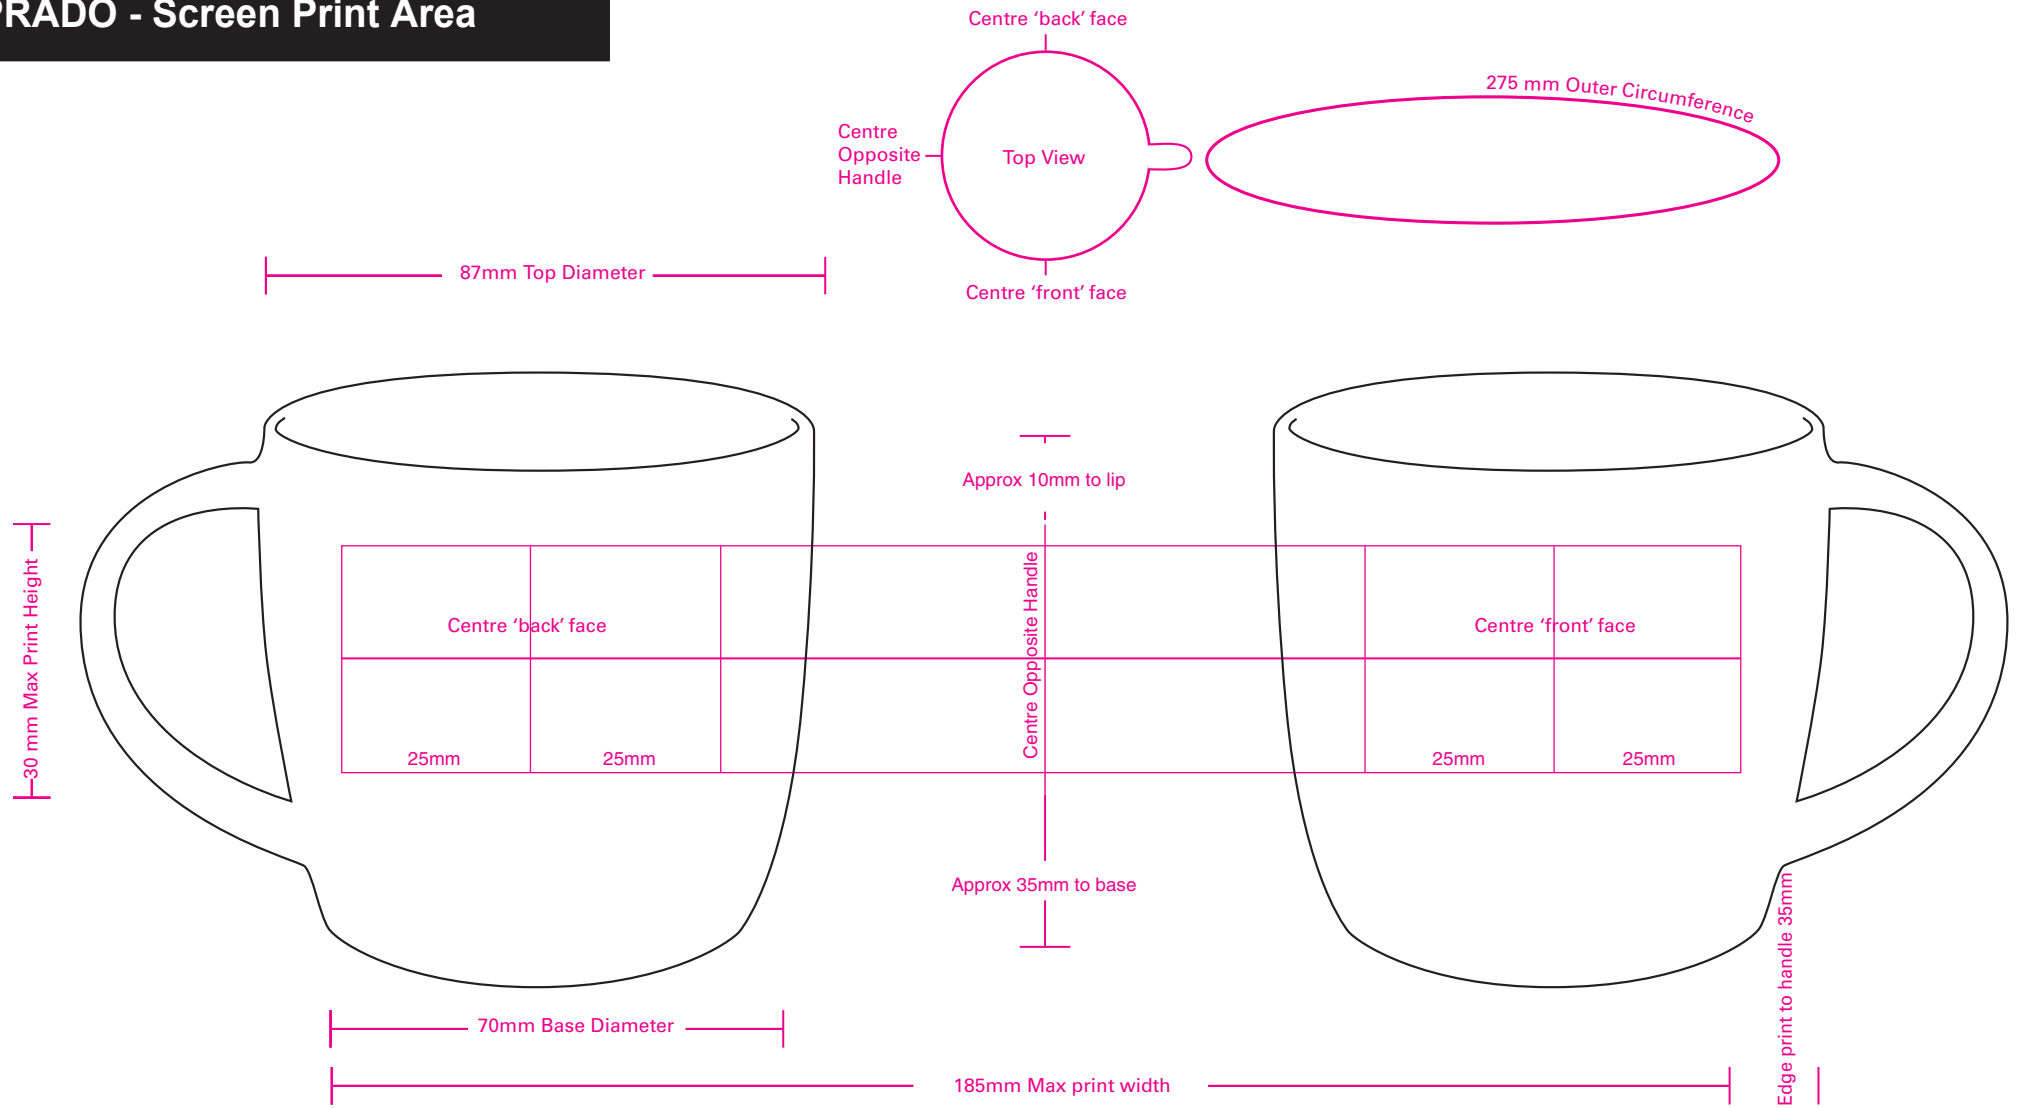 PRADO - Screen Print Area
Centre ‘back’ face
275 mm Outer Circumference
Centre
Opposite
Handle
Top View
87mm Top Diameter
Centre ‘front’ face
Approx 10mm to lip
30 mm Max Print Height
Centre Opposite Handle
Centre ‘back’ face
Centre ‘front’ face
25mm
25mm
25mm
25mm
Approx 35mm to base
Edge print to handle 35mm
70mm Base Diameter
185mm Max print width